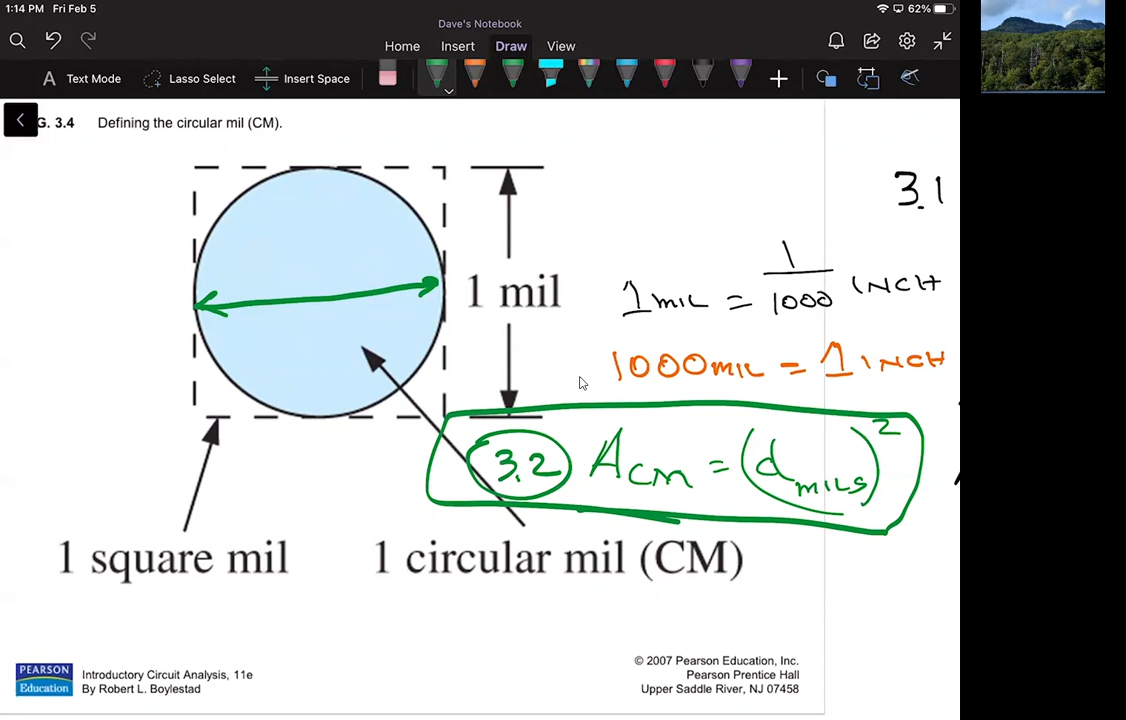 1:14 PM Fri Feb 5
62%
Dave's Notebook
Home Insert Draw View
A Text Mode Lasso Select Insert Space
G. 3.4 Defining the circular mil (CM).
3.1
1 mil
1 MIL = 1/1000 INCH
1000 MIL = 1 INCH
3.2 ACM = (dMILS)2
1 square mil
1 circular mil (CM)
PEARSON
Education
Introductory Circuit Analysis, 11e
By Robert L. Boylestad
© 2007 Pearson Education, Inc.
Pearson Prentice Hall
Upper Saddle River, NJ 07458